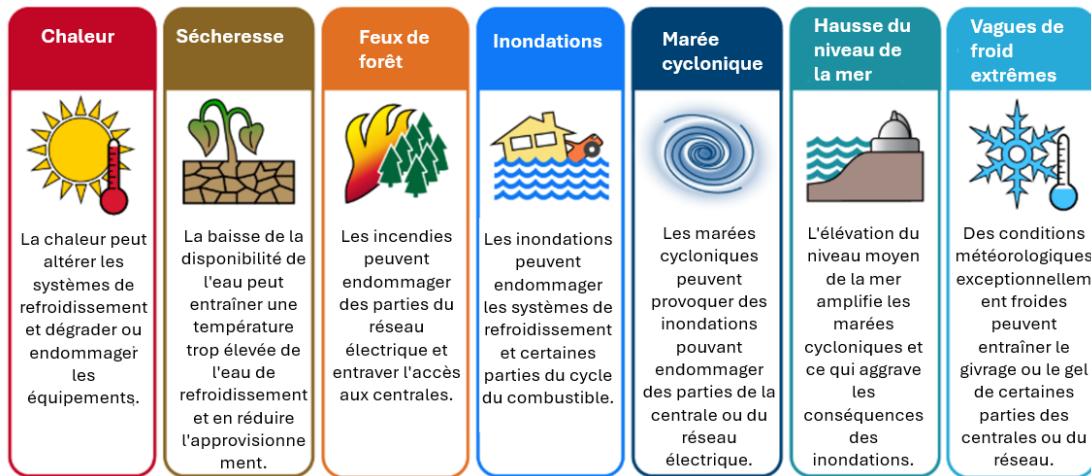 Chaleur
La chaleur peut
altérer les
systèmes de
refroidissement
et dégrader ou
endommager
les
équipements.
Sécheresse
La baisse de la
disponibilité de
l'eau peut
entraîner une
température
trop élevée de
l'eau de
refroidissement
et en réduire
l'approvisionne
ment.
Feux de
forêt
Les incendies
peuvent
endommager
des parties du
réseau
électrique et
entraver l'accès
aux centrales.
Inondations
Les inondations
peuvent
endommager
les systèmes de
refroidissement
et certaines
parties du cycle
du combustible.
Marée
cyclonique
Les marées
cycloniques
peuvent
provoquer des
inondations
pouvant
endommager
des parties de la
centrale ou du
réseau
électrique.
Hausse du
niveau de
la mer
L'élévation du
niveau moyen
de la mer
amplifie les
marées
cycloniques et
ce qui aggrave
les
conséquences
des
inondations.
Vagues de
froid
extrêmes
Des conditions
météorologiques
exceptionnellem
ent froides
peuvent
entraîner le
givrage ou le gel
de certaines
parties des
centrales ou du
réseau.